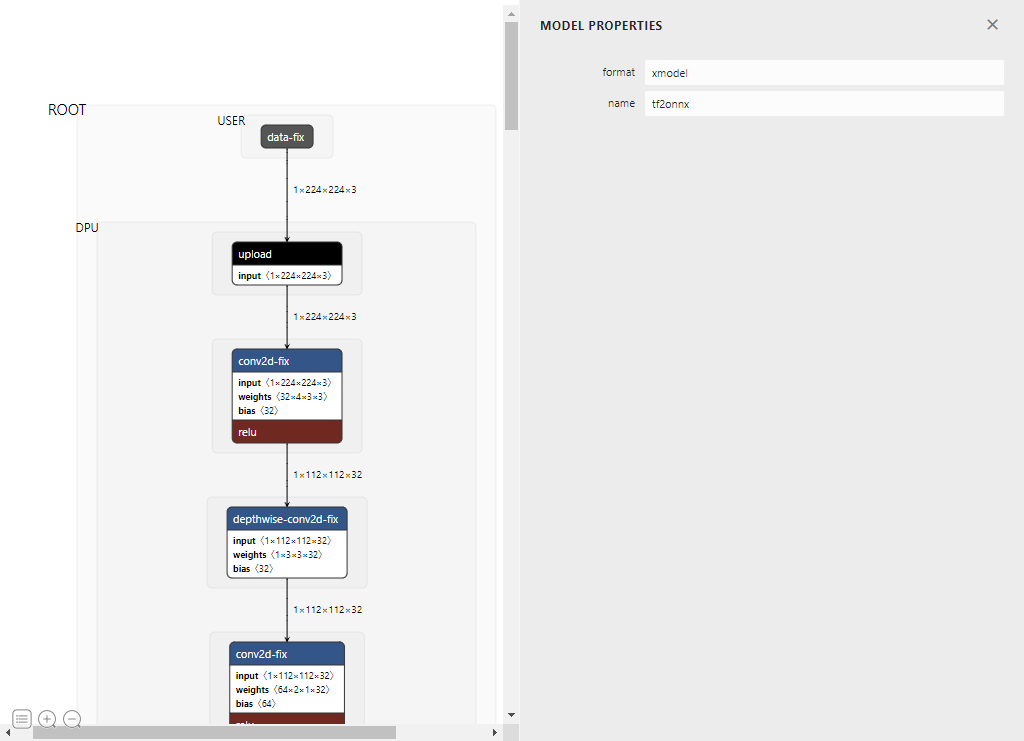 MODEL PROPERTIES
format xmodel
name tf2onnx
ROOT
USER
data-fix
1×224×224×3
DPU
upload
input 〈1×224×224×3〉
1×224×224×3
conv2d-fix
input 〈1×224×224×3〉
weights 〈32×4×3×3〉
bias 〈32〉
relu
1×112×112×32
depthwise-conv2d-fix
input 〈1×112×112×32〉
weights 〈1×3×3×32〉
bias 〈32〉
1×112×112×32
conv2d-fix
input 〈1×112×112×32〉
weights 〈64×2×1×32〉
bias 〈64〉